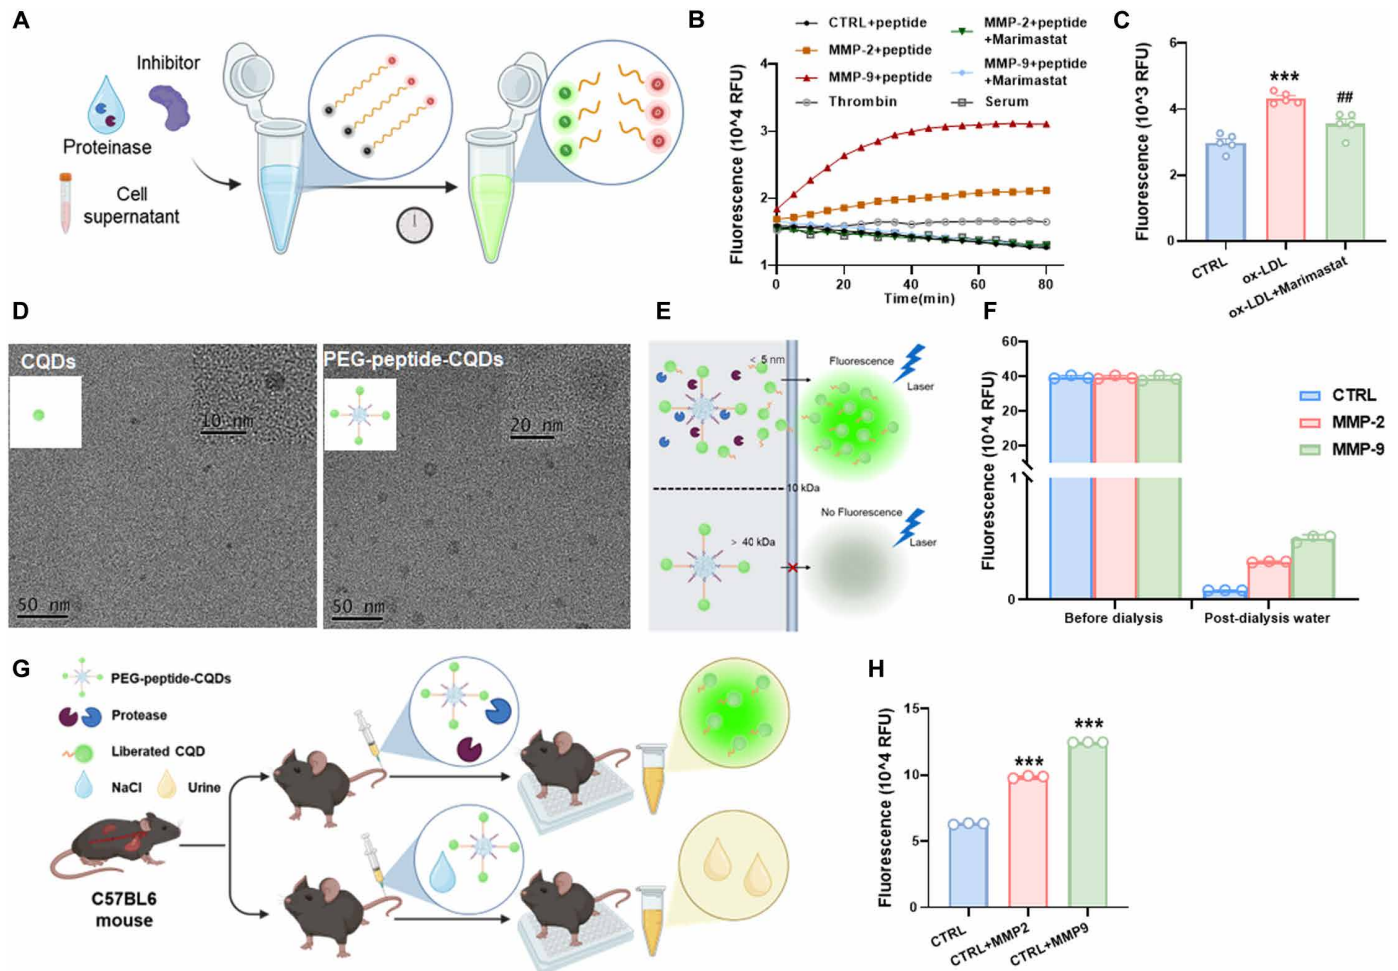 A
Inhibitor
Proteinase
Cell
supernatant
B
CTRL+peptide
MMP-2+peptide
MMP-9+peptide
Thrombin
MMP-2+peptide
+Marimastat
MMP-9+peptide
+Marimastat
Serum
Fluorescence (10^4 RFU)
4
3
2
1
0
20
40
60
80
Time(min)
C
Fluorescence (10^3 RFU)
6
4
2
0
***
##
CTRL
ox-LDL
ox-LDL+Marimastat
D
CQDs
10 nm
50 nm
PEG-peptide-CQDs
20 nm
50 nm
E
< 5 nm
Fluorescence
Laser
10 kDa
> 40 kDa
No Fluorescence
Laser
F
Fluorescence (10^4 RFU)
60
40
20
20
1
0
CTRL
MMP-2
MMP-9
Before dialysis
Post-dialysis water
G
PEG-peptide-CQDs
Protease
Liberated CQD
NaCl
Urine
C57BL6
mouse
H
Fluorescence (10^4 RFU)
15
10
5
0
***
***
CTRL
CTRL+MMP2
CTRL+MMP9